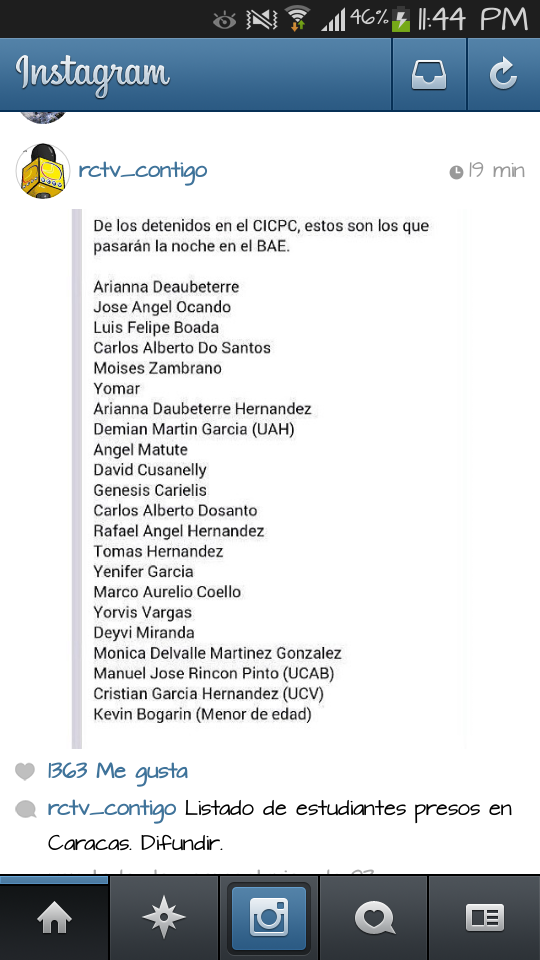 46% 11:44 PM
Instagram
rctv_contigo 19 min
De los detenidos en el CICPC, estos son los que
pasarán la noche en el BAE.
Arianna Deaubeterre
Jose Angel Ocando
Luis Felipe Boada
Carlos Alberto Do Santos
Moises Zambrano
Yomar
Arianna Daubeterre Hernandez
Demian Martin Garcia (UAH)
Angel Matute
David Cusanelly
Genesis Carielis
Carlos Alberto Dosanto
Rafael Angel Hernandez
Tomas Hernandez
Yenifer Garcia
Marco Aurelio Coello
Yorvis Vargas
Deyvi Miranda
Monica Delvalle Martinez Gonzalez
Manuel Jose Rincon Pinto (UCAB)
Cristian Garcia Hernandez (UCV)
Kevin Bogarin (Menor de edad)
1363 Me gusta
rctv_contigo Listado de estudiantes presos en
Caracas. Difundir.